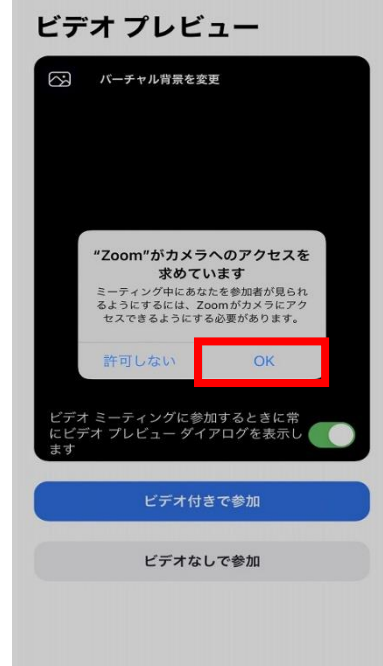 ビデオ プレビュー
バーチャル背景を変更
“Zoom”がカメラへのアクセスを
求めています
ミーティング中にあなたを参加者が見られ
るようにするには、Zoomがカメラにアク
セスできるようにする必要があります。
許可しない
OK
ビデオ ミーティングに参加するときに常
にビデオ プレビュー ダイアログを表示し
ます
ビデオ付きで参加
ビデオなしで参加